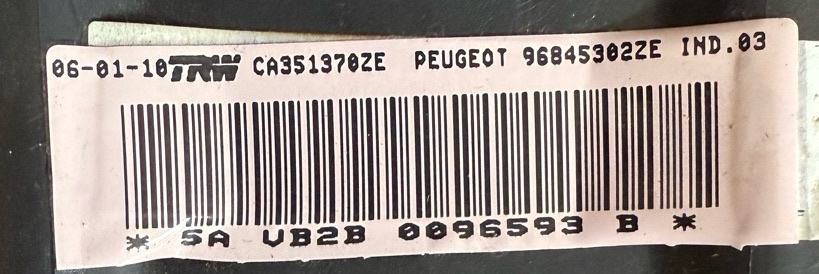 06-01-10 TRW CA351370ZE PEUGEOT 96845302ZE IND.03
* 5A VB2B 0096593 B *